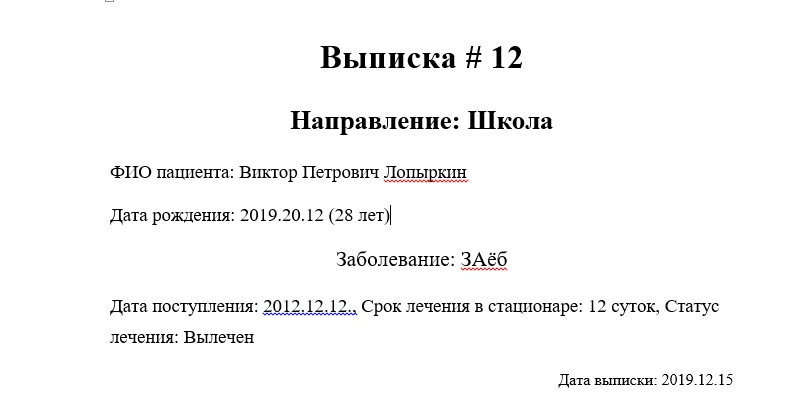 Выписка # 12
Направление: Школа
ФИО пациента: Виктор Петрович Лопыркин
Дата рождения: 2019.20.12 (28 лет)
Заболевание: ЗАёб
Дата поступления: 2012.12.12., Срок лечения в стационаре: 12 суток, Статус
лечения: Вылечен
Дата выписки: 2019.12.15